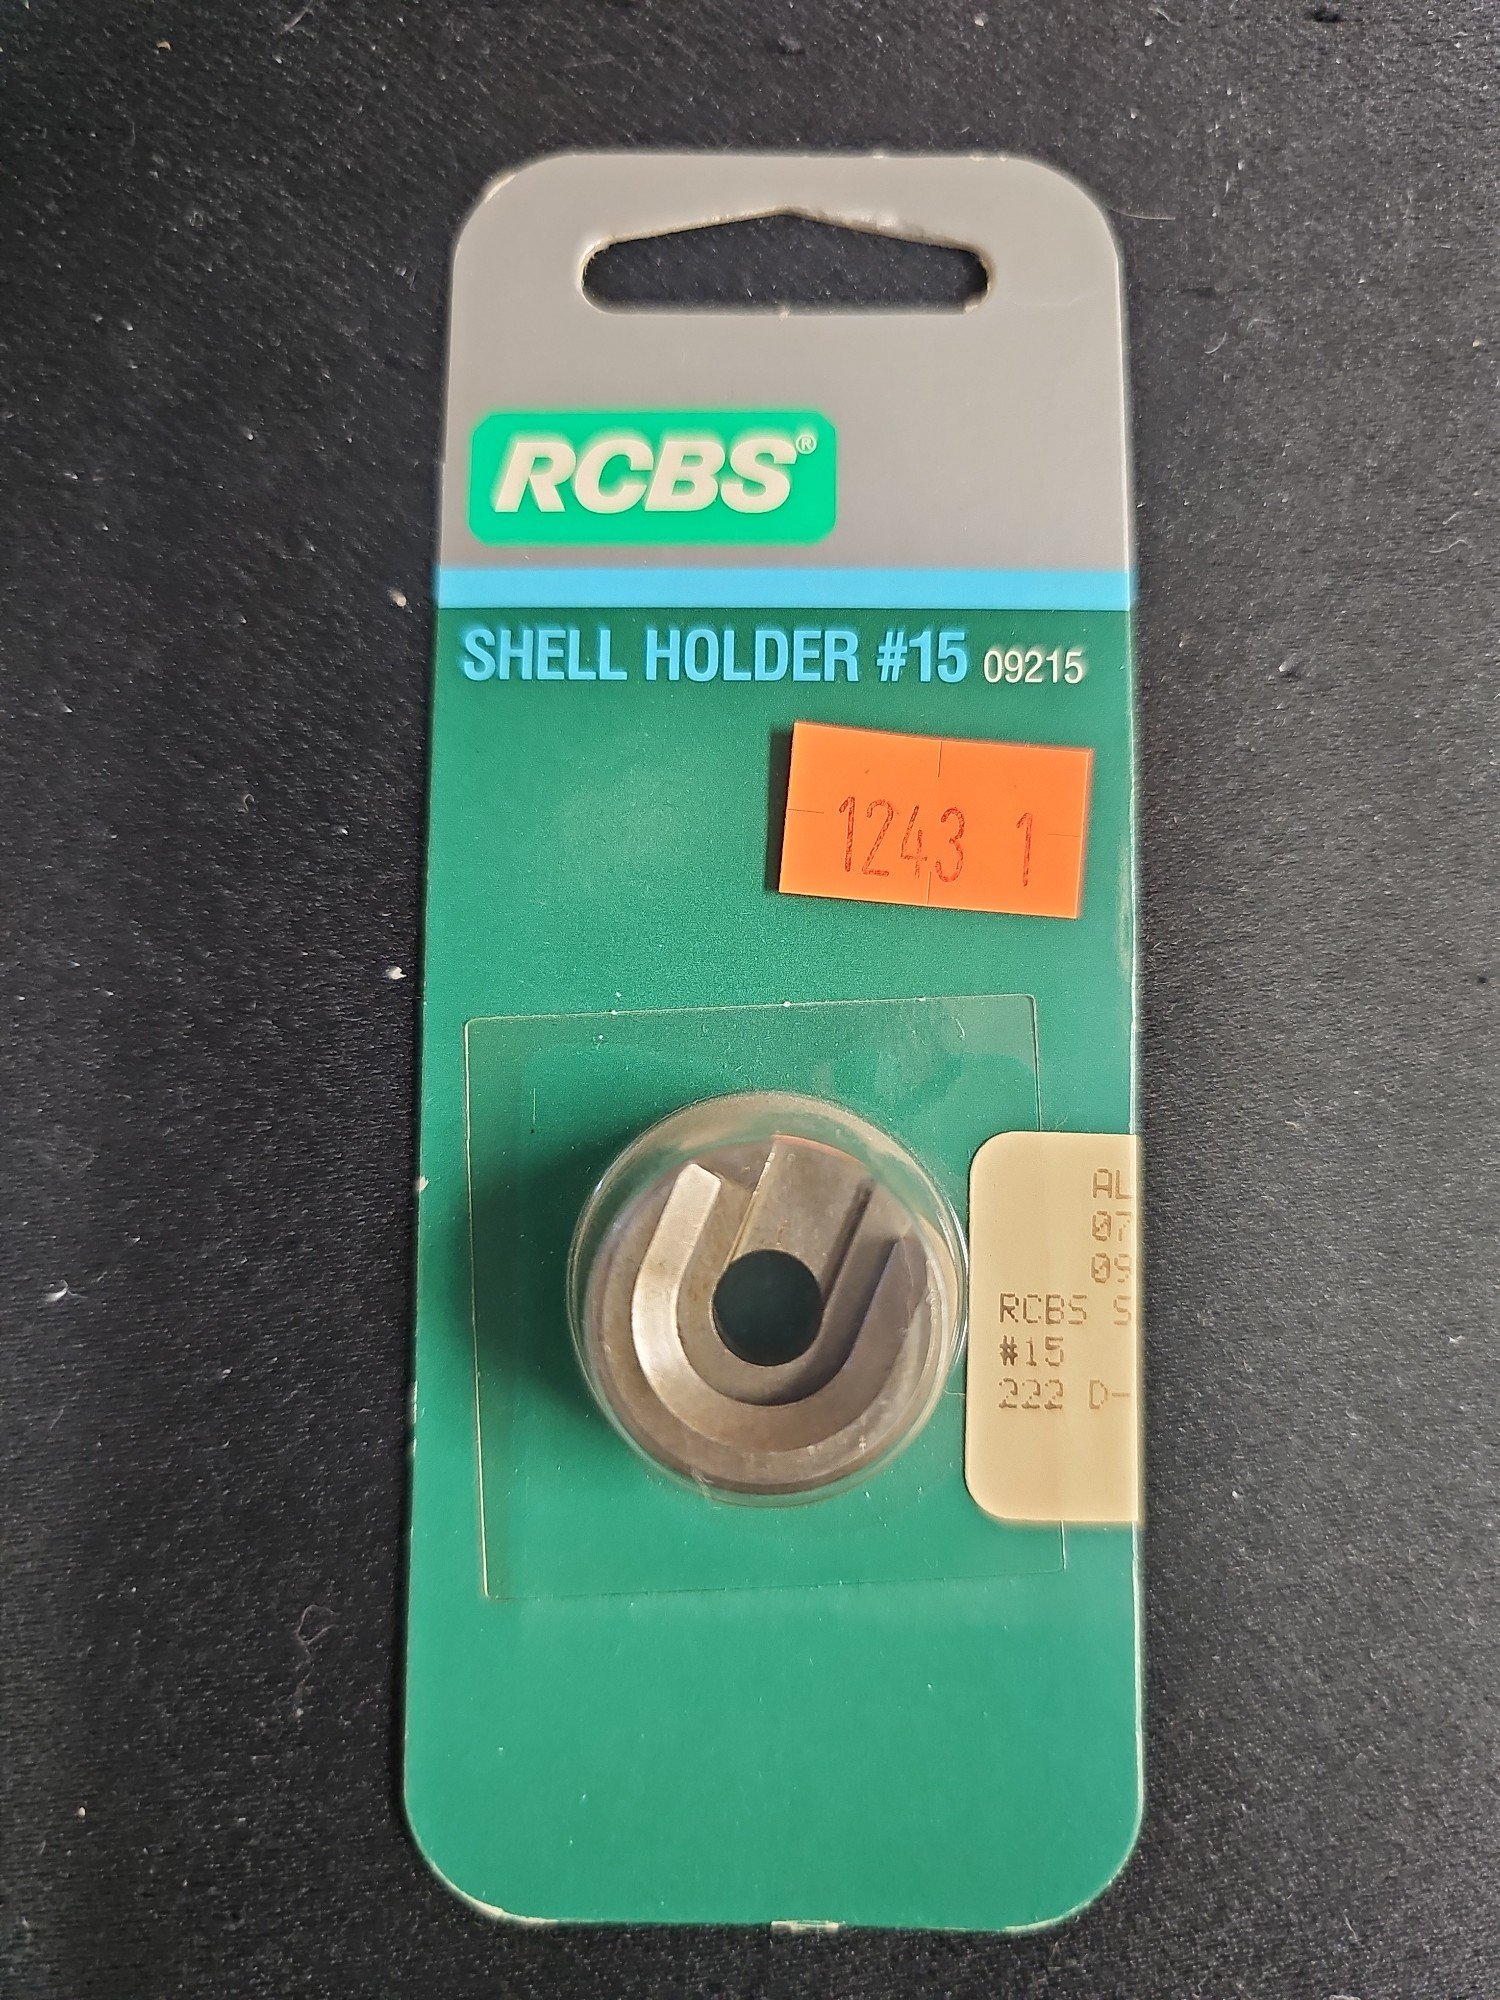 RCBS®
SHELL HOLDER #15 09215
1243 1
AL
07
09
RCBS S
#15
222 D-